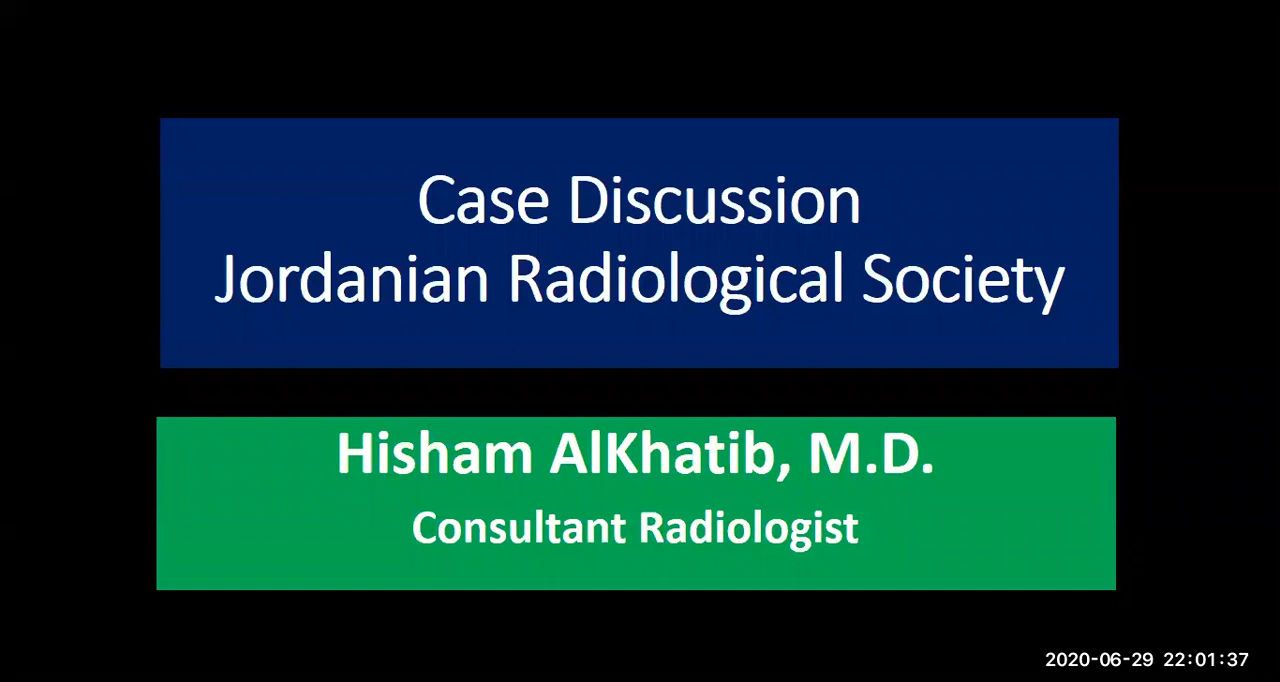 Case Discussion
Jordanian Radiological Society
Hisham AlKhatib, M.D.
Consultant Radiologist
2020-06-29 22:01:37